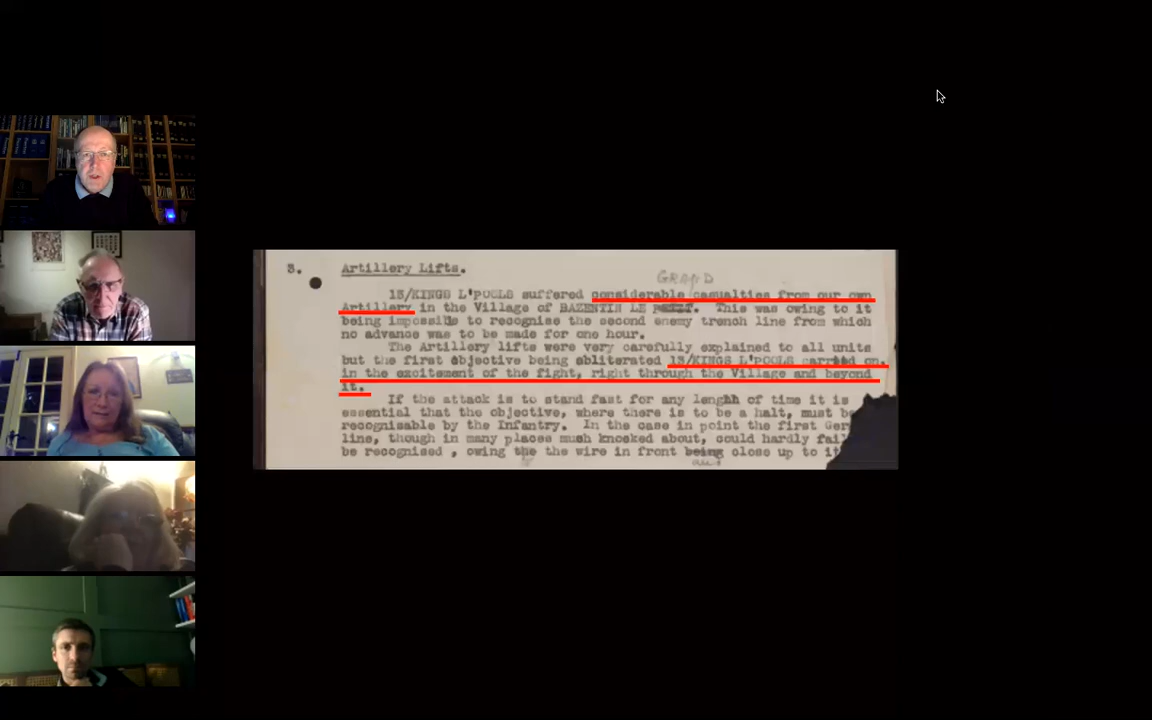 3. Artillery Lifts.
GRAND
13/KINGS L'POOLS suffered considerable casualties from our own
Artillery in the Village of BAZENTIN LE PETIT. This was owing to it
being impossible to recognise the second enemy trench line from which
no advance was to be made for one hour.
The Artillery lifts were very carefully explained to all units
but the first objective being obliterated 13/KINGS L'POOLS carried on,
in the excitement of the fight, right through the Village and beyond
it.
If the attack is to stand fast for any length of time it is
essential that the objective, where there is to be a halt, must be
recognisable by the Infantry. In the case in point the first Ger
line, though in many places much knocked about, could hardly fail
be recognised , owing the the wire in front being close up to it